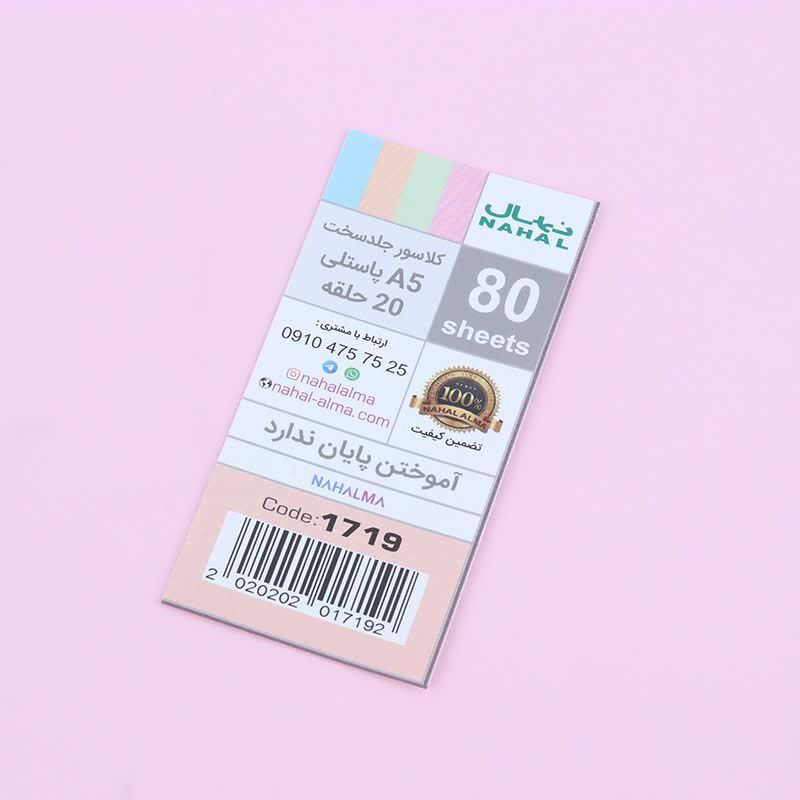 نهال
NAHAL
کلاسور جلدسخت
A5 پاستلی
20 حلقه
80
sheets
ارتباط با مشتری:
0910 475 75 25
nahalalma
nahal-alma.com
100%
NAHAL ALMA
تضمین کیفیت
آموختن پایان ندارد
NAHALMA
Code:1719
2 020202 017192